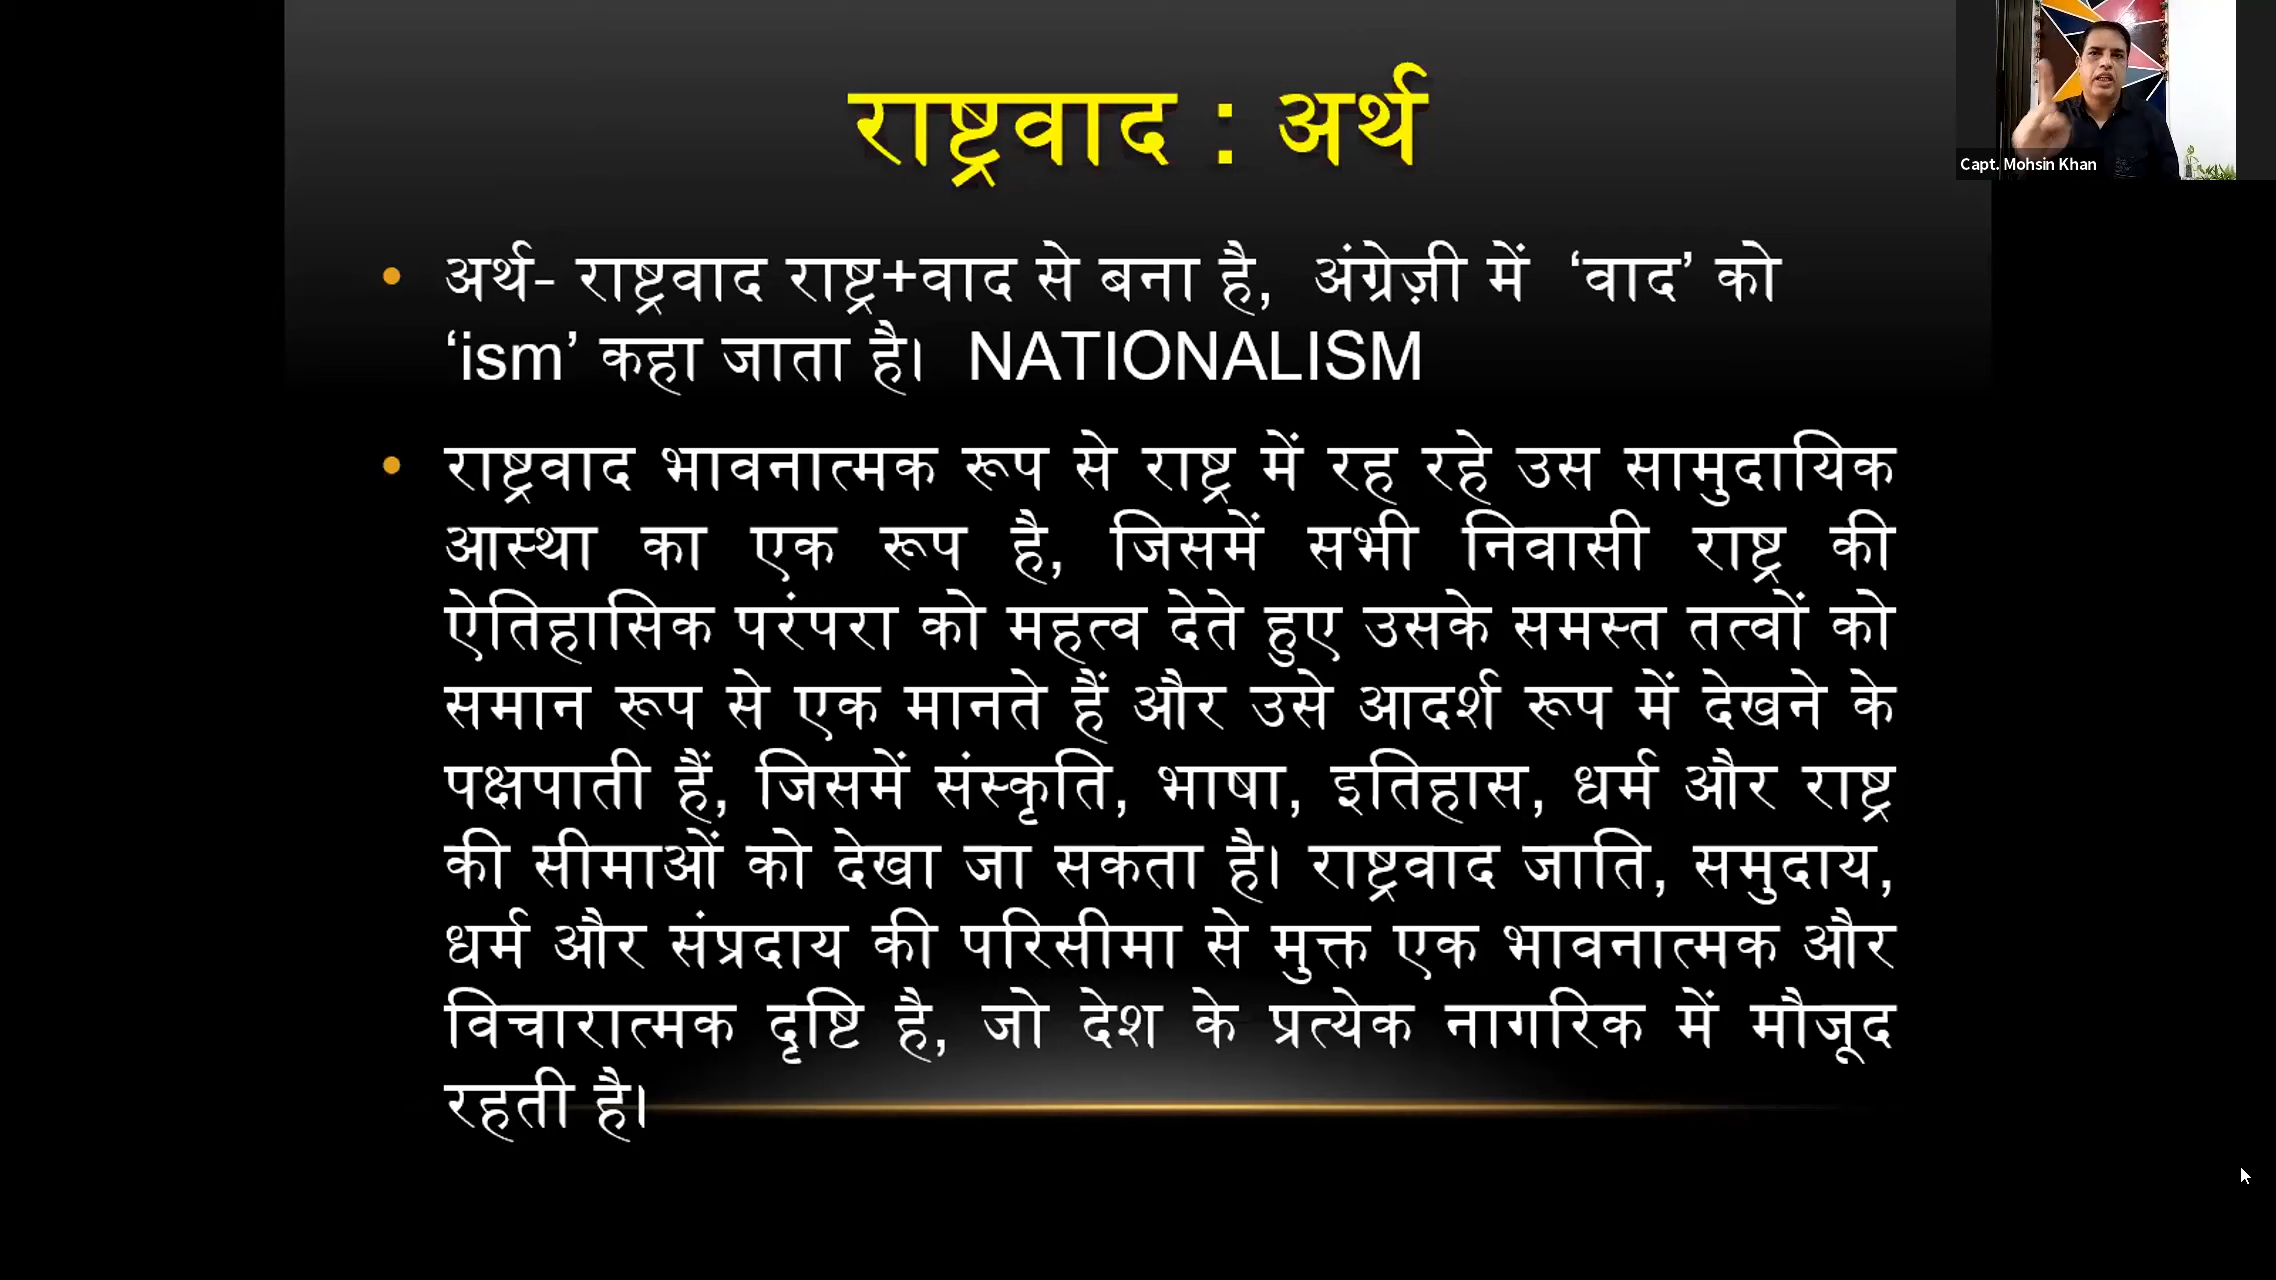 राष्ट्रवाद : अर्थ
Capt. Mohsin Khan
• अर्थ- राष्ट्रवाद राष्ट्र+वाद से बना है, अंग्रेज़ी में ‘वाद’ को
‘ism’ कहा जाता है। NATIONALISM
• राष्ट्रवाद भावनात्मक रूप से राष्ट्र में रह रहे उस सामुदायिक
आस्था का एक रूप है, जिसमें सभी निवासी राष्ट्र की
ऐतिहासिक परंपरा को महत्व देते हुए उसके समस्त तत्वों को
समान रूप से एक मानते हैं और उसे आदर्श रूप में देखने के
पक्षपाती हैं, जिसमें संस्कृति, भाषा, इतिहास, धर्म और राष्ट्र
की सीमाओं को देखा जा सकता है। राष्ट्रवाद जाति, समुदाय,
धर्म और संप्रदाय की परिसीमा से मुक्त एक भावनात्मक और
विचारात्मक दृष्टि है, जो देश के प्रत्येक नागरिक में मौजूद
रहती है।